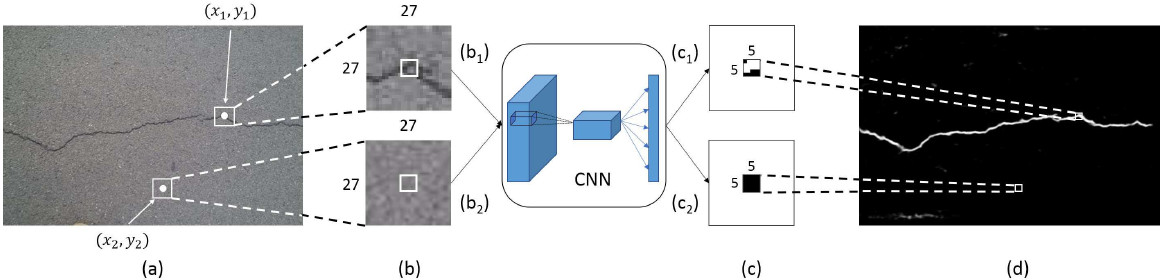 (x₁, y₁)
27
(b₁)
27
(c₁)
5
5
27
27
CNN
(b₂)
5
5
(c₂)
(x₂, y₂)
(a)
(b)
(c)
(d)